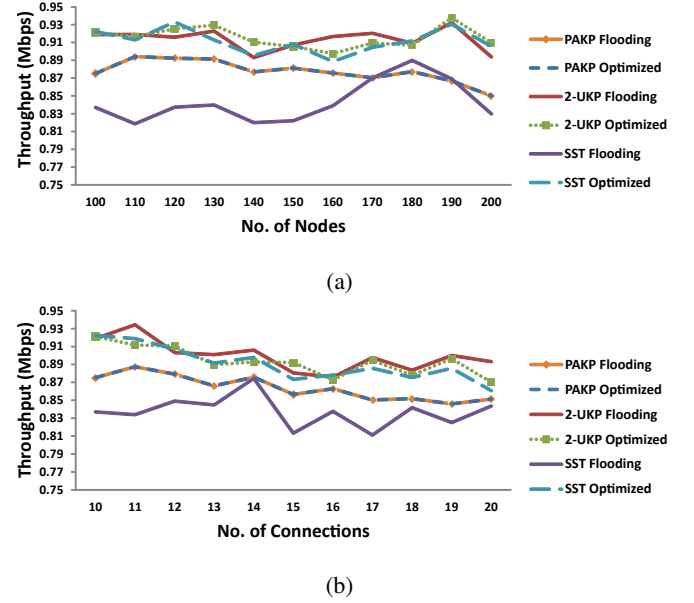 0.95
0.93
0.91
0.89
0.87
0.85
0.83
0.81
0.79
0.77
0.75
Throughput (Mbps)
100 110 120 130 140 150 160 170 180 190 200
No. of Nodes
PAKP Flooding
PAKP Optimized
2-UKP Flooding
2-UKP Optimized
SST Flooding
SST Optimized
(a)
0.95
0.93
0.91
0.89
0.87
0.85
0.83
0.81
0.79
0.77
0.75
Throughput (Mbps)
10 11 12 13 14 15 16 17 18 19 20
No. of Connections
PAKP Flooding
PAKP Optimized
2-UKP Flooding
2-UKP Optimized
SST Flooding
SST Optimized
(b)